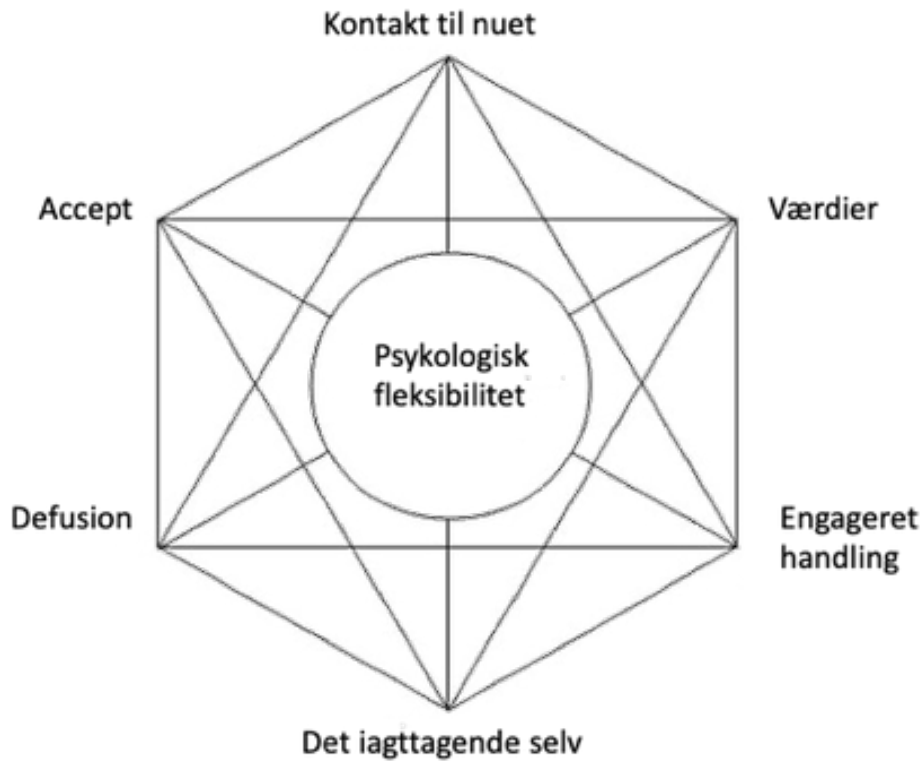 Kontakt til nuet
Accept
Værdier
Psykologisk
fleksibilitet
Defusion
Engageret
handling
Det iagttagende selv